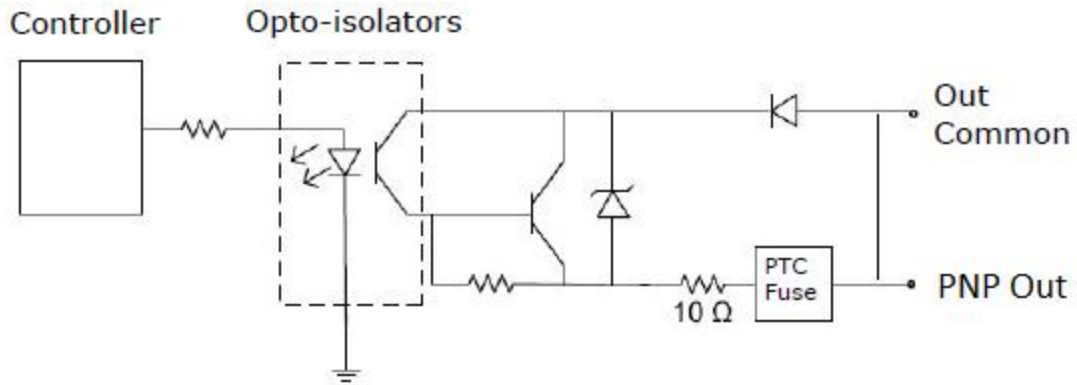 Controller
Opto-isolators
Out
Common
PTC
Fuse
10 Ω
PNP Out